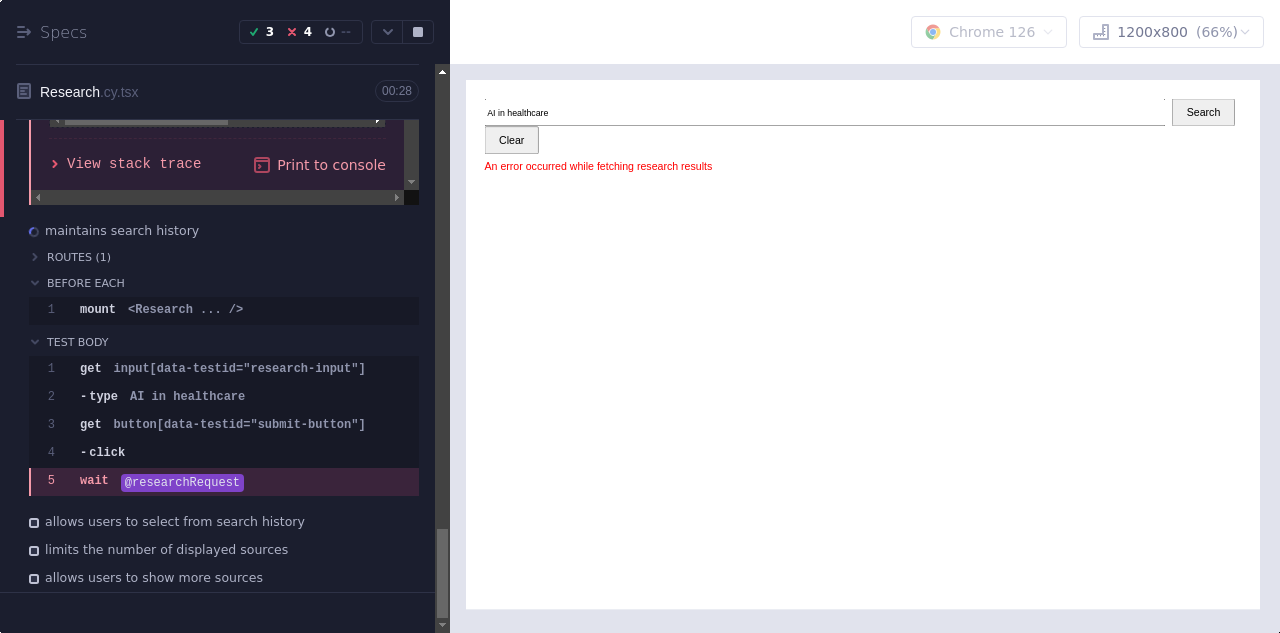 Specs
3 4 --
Chrome 126
1200x800 (66%)
Research.cy.tsx
00:28
View stack trace
Print to console
maintains search history
ROUTES (1)
BEFORE EACH
1 mount <Research ... />
TEST BODY
1 get input[data-testid="research-input"]
2 -type AI in healthcare
3 get button[data-testid="submit-button"]
4 -click
5 wait @researchRequest
allows users to select from search history
limits the number of displayed sources
allows users to show more sources
AI in healthcare
Search
Clear
An error occurred while fetching research results